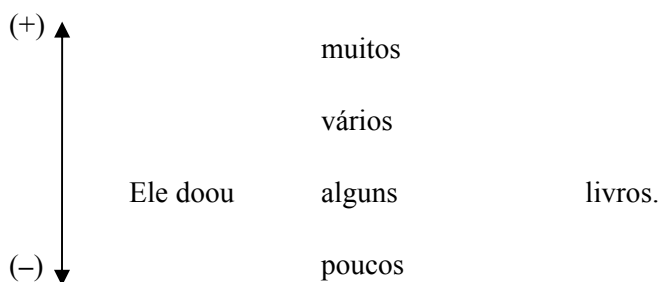 (+)
muitos
vários
Ele doou alguns livros.
(–) poucos